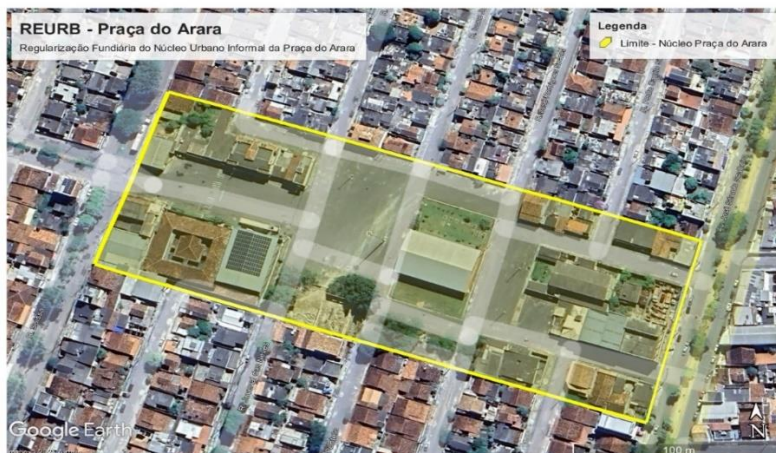 REURB - Praça do Arara
Regularização Fundiária do Núcleo Urbano Informal da Praça do Arara
Legenda
Limite - Núcleo Praça do Arara
Google Earth
N
100 m